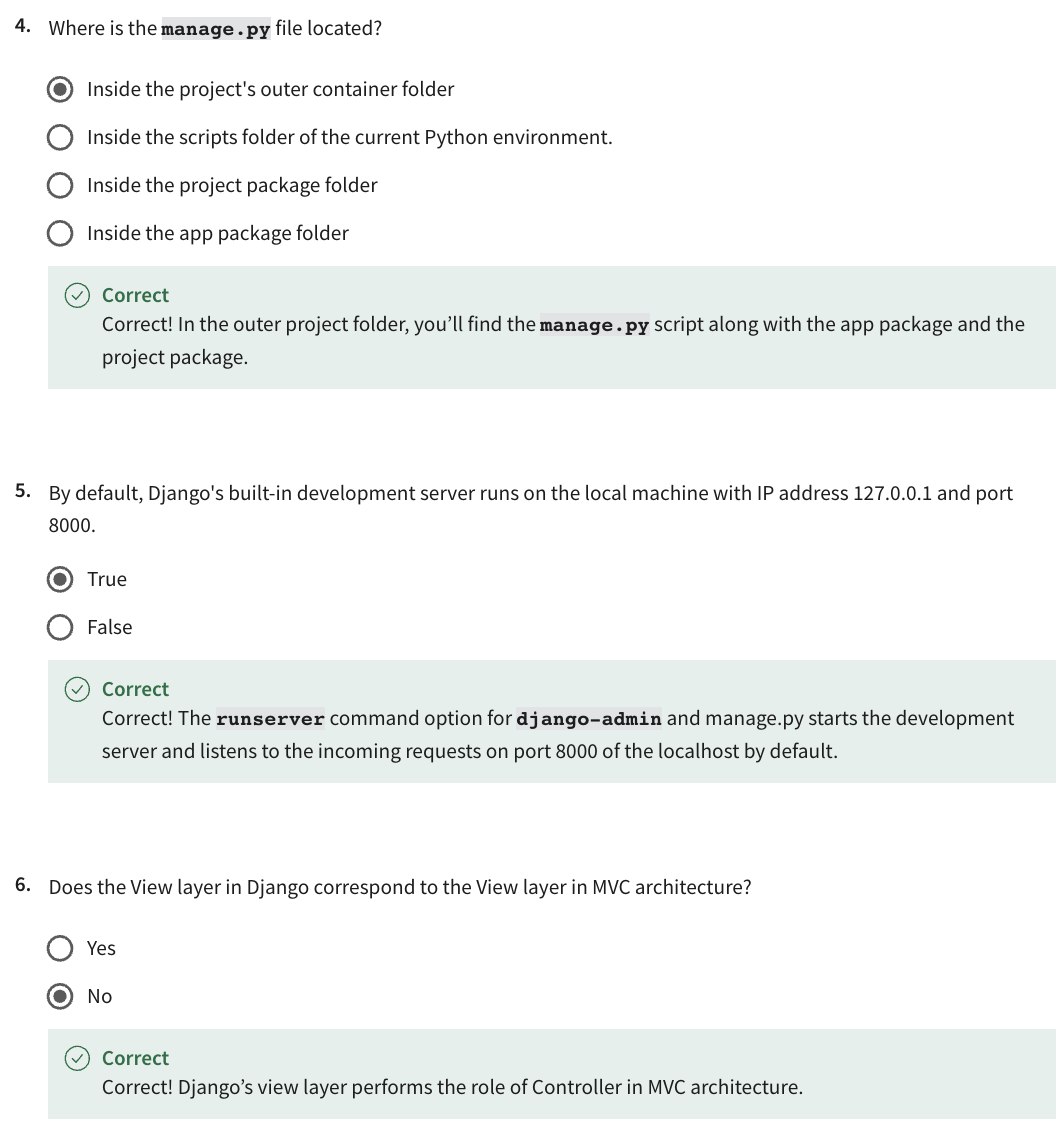 4. Where is the manage.py file located?
Inside the project's outer container folder
Inside the scripts folder of the current Python environment.
Inside the project package folder
Inside the app package folder
Correct
Correct! In the outer project folder, you’ll find the manage.py script along with the app package and the
project package.
5. By default, Django's built-in development server runs on the local machine with IP address 127.0.0.1 and port
8000.
True
False
Correct
Correct! The runserver command option for django-admin and manage.py starts the development
server and listens to the incoming requests on port 8000 of the localhost by default.
6. Does the View layer in Django correspond to the View layer in MVC architecture?
Yes
No
Correct
Correct! Django’s view layer performs the role of Controller in MVC architecture.